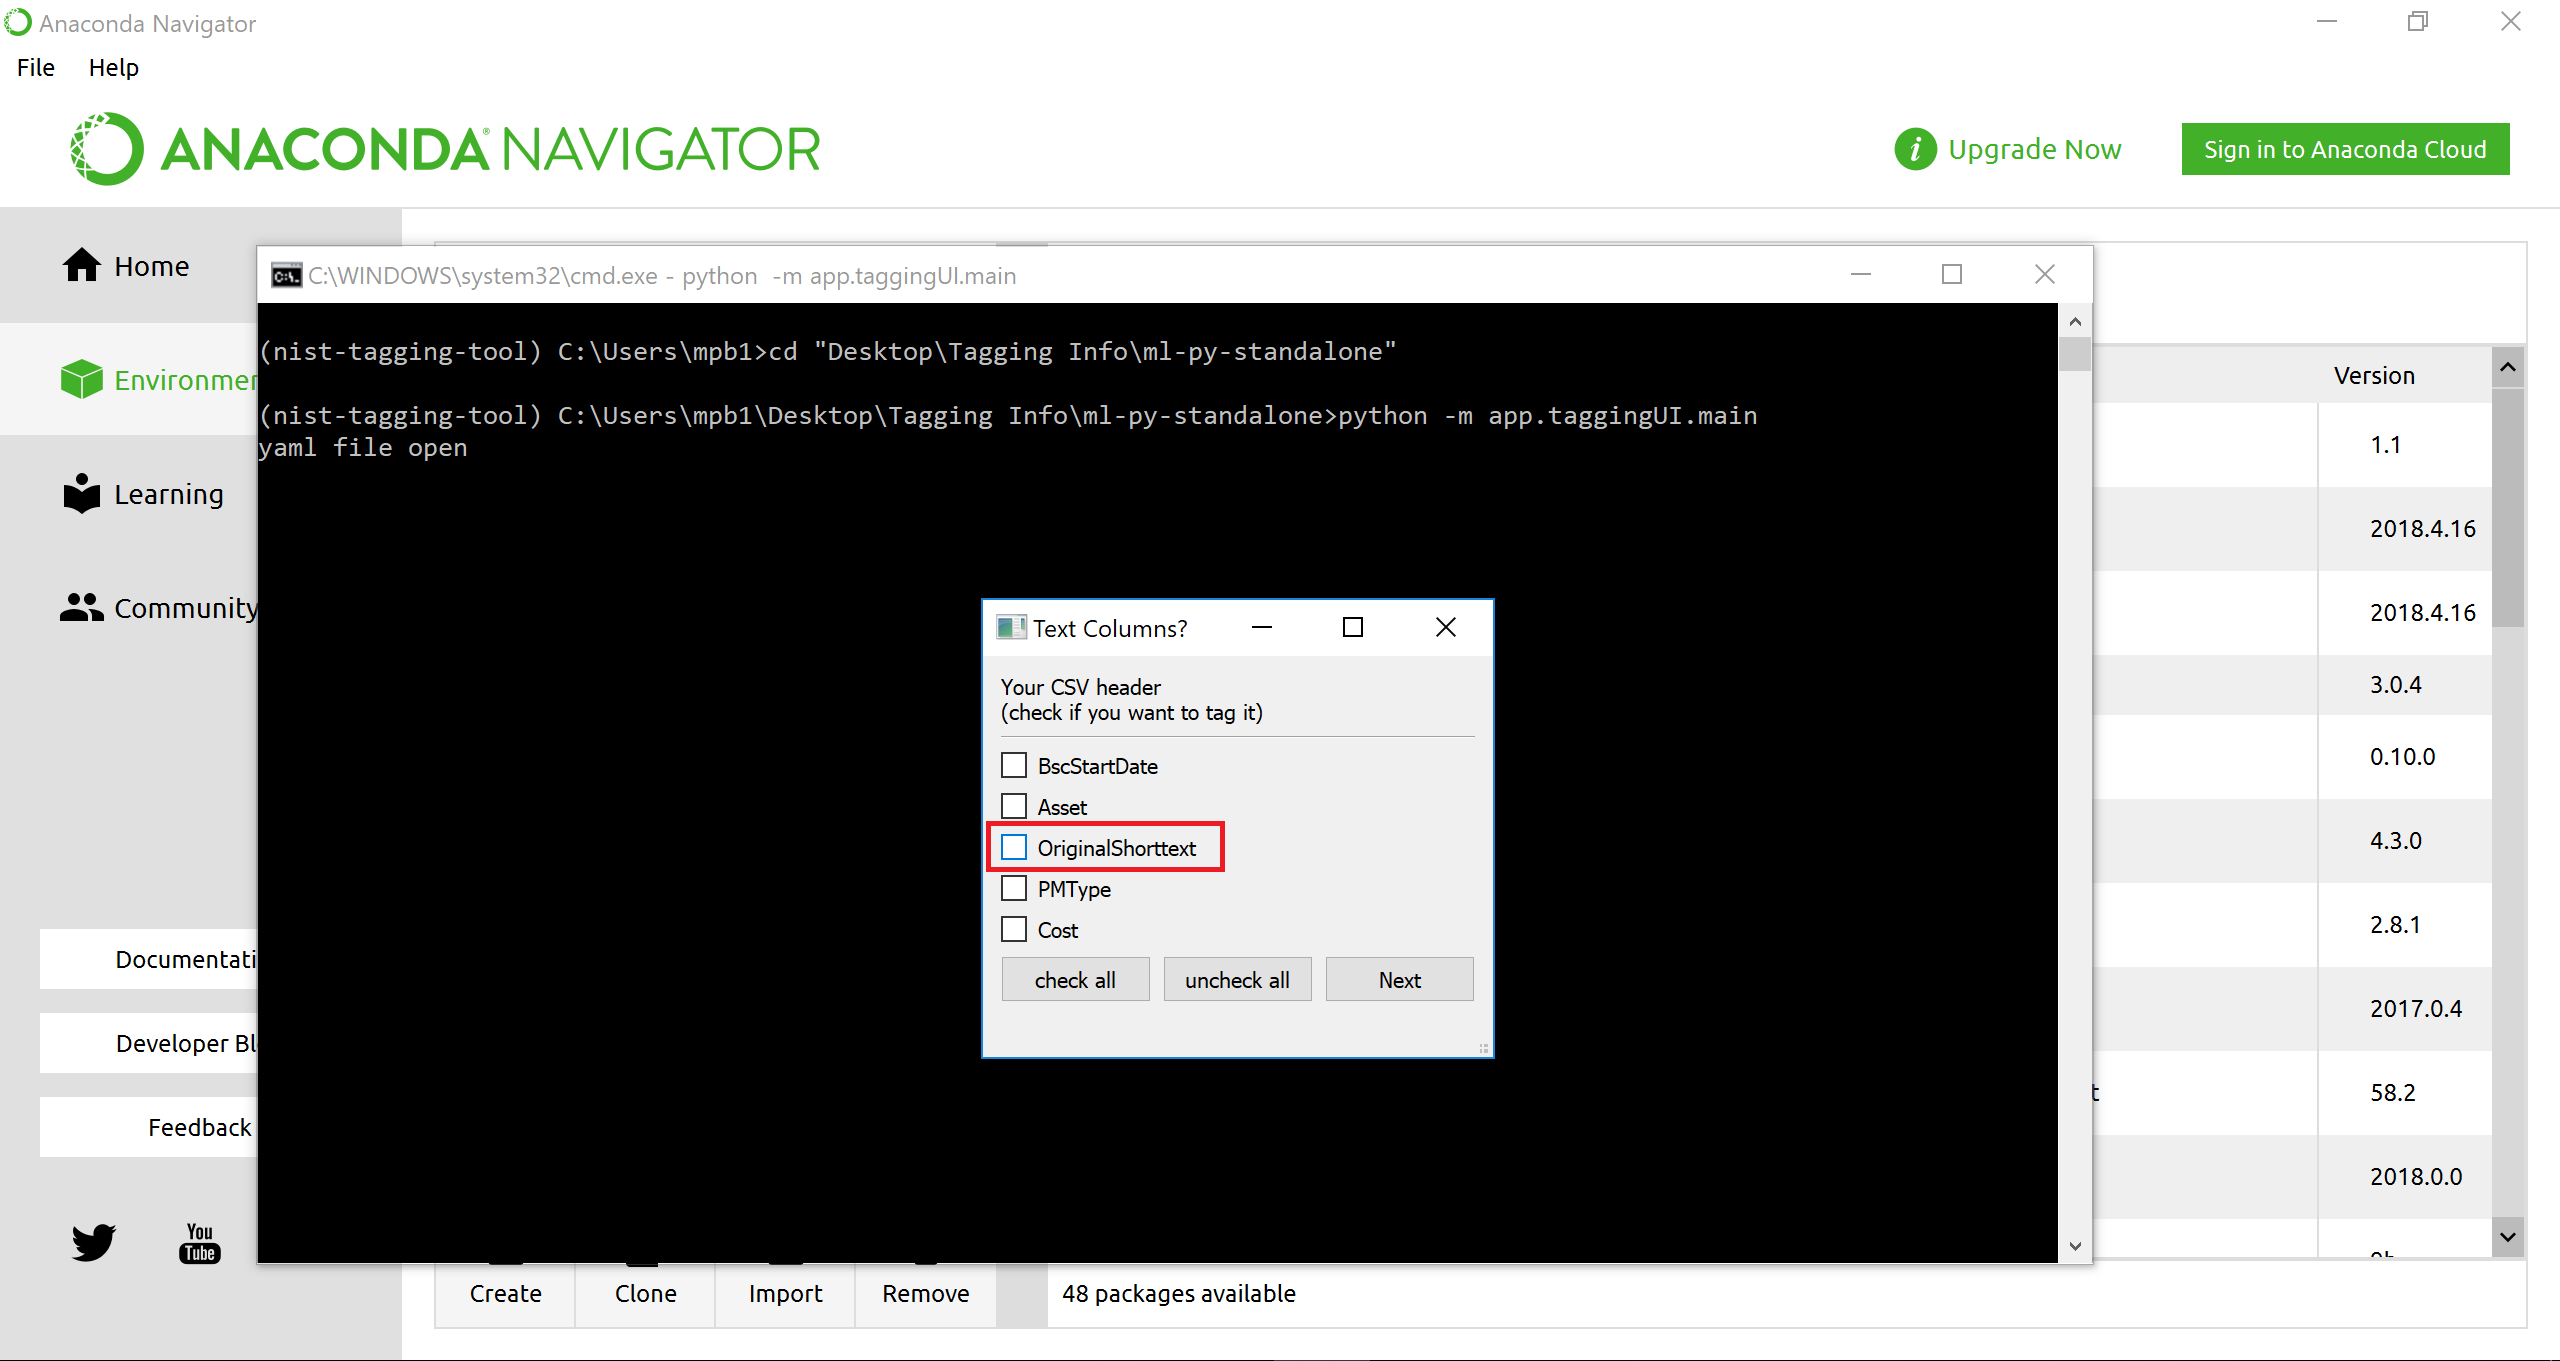 Anaconda Navigator
File Help
ANACONDA® NAVIGATOR
i Upgrade Now
Sign in to Anaconda Cloud
Home
Learning
Community
C:\WINDOWS\system32\cmd.exe - python  -m app.taggingUI.main
(nist-tagging-tool) C:\Users\mpb1>cd "Desktop\Tagging Info\ml-py-standalone"
(nist-tagging-tool) C:\Users\mpb1\Desktop\Tagging Info\ml-py-standalone>python -m app.taggingUI.main
yaml file open
Text Columns?
Your CSV header
(check if you want to tag it)
BscStartDate
Asset
OriginalShorttext
PMType
Cost
check all uncheck all Next
Version
1.1
2018.4.16
2018.4.16
3.0.4
0.10.0
4.3.0
2.8.1
2017.0.4
t 58.2
2018.0.0
Environmen
Documentati
Developer Bl
Feedback
You
Tube
Create Clone Import Remove
48 packages available